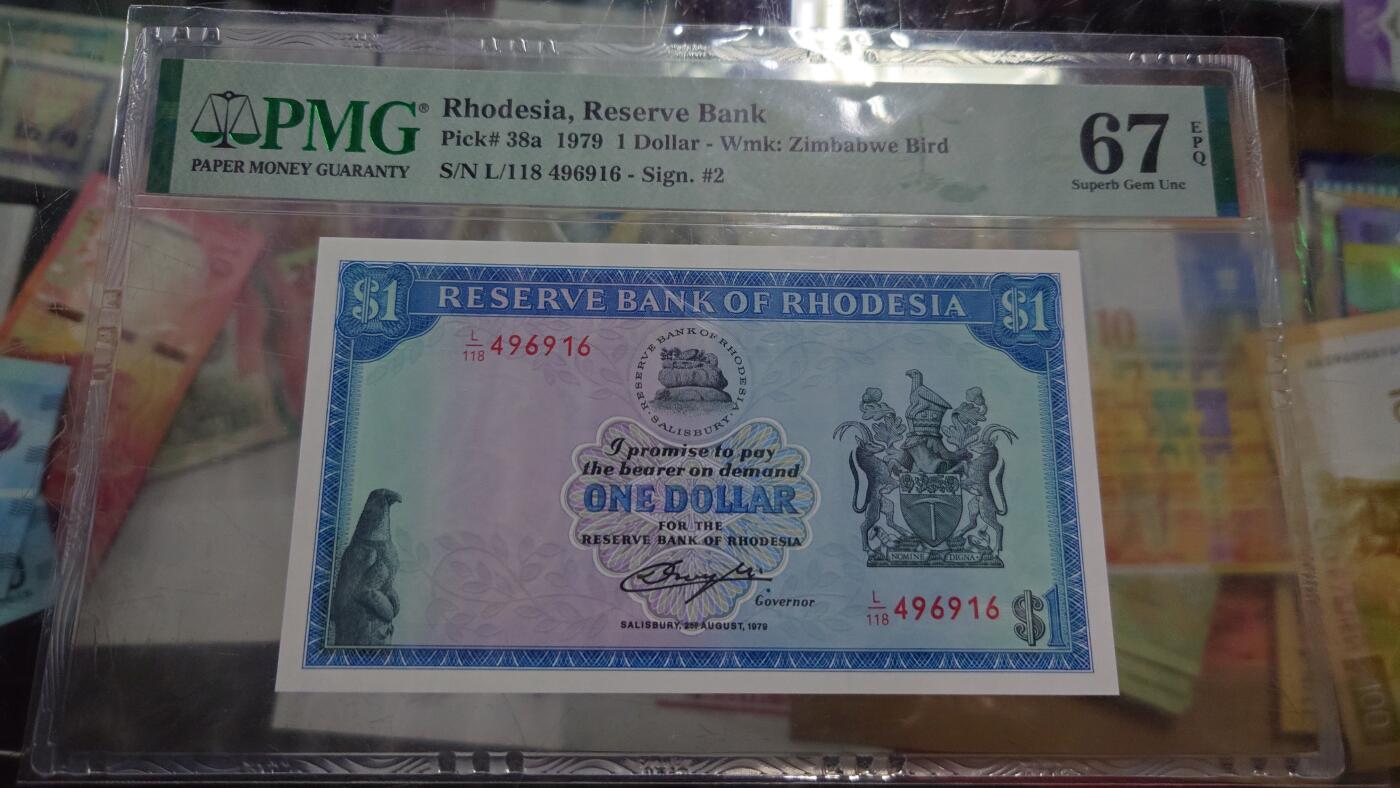 PMG®
PAPER MONEY GUARANTY
Rhodesia, Reserve Bank
Pick# 38a 1979 1 Dollar - Wmk: Zimbabwe Bird
S/N L/118 496916 - Sign. #2
67 EPQ
Superb Gem Unc
$1 RESERVE BANK OF RHODESIA $1
L/118 496916
RESERVE BANK OF RHODESIA
SALISBURY
I promise to pay
the bearer on demand
ONE DOLLAR
FOR THE
RESERVE BANK OF RHODESIA
Governor
SALISBURY, 2ND AUGUST, 1979
NOMINE DIGNA
L/118 496916
$1